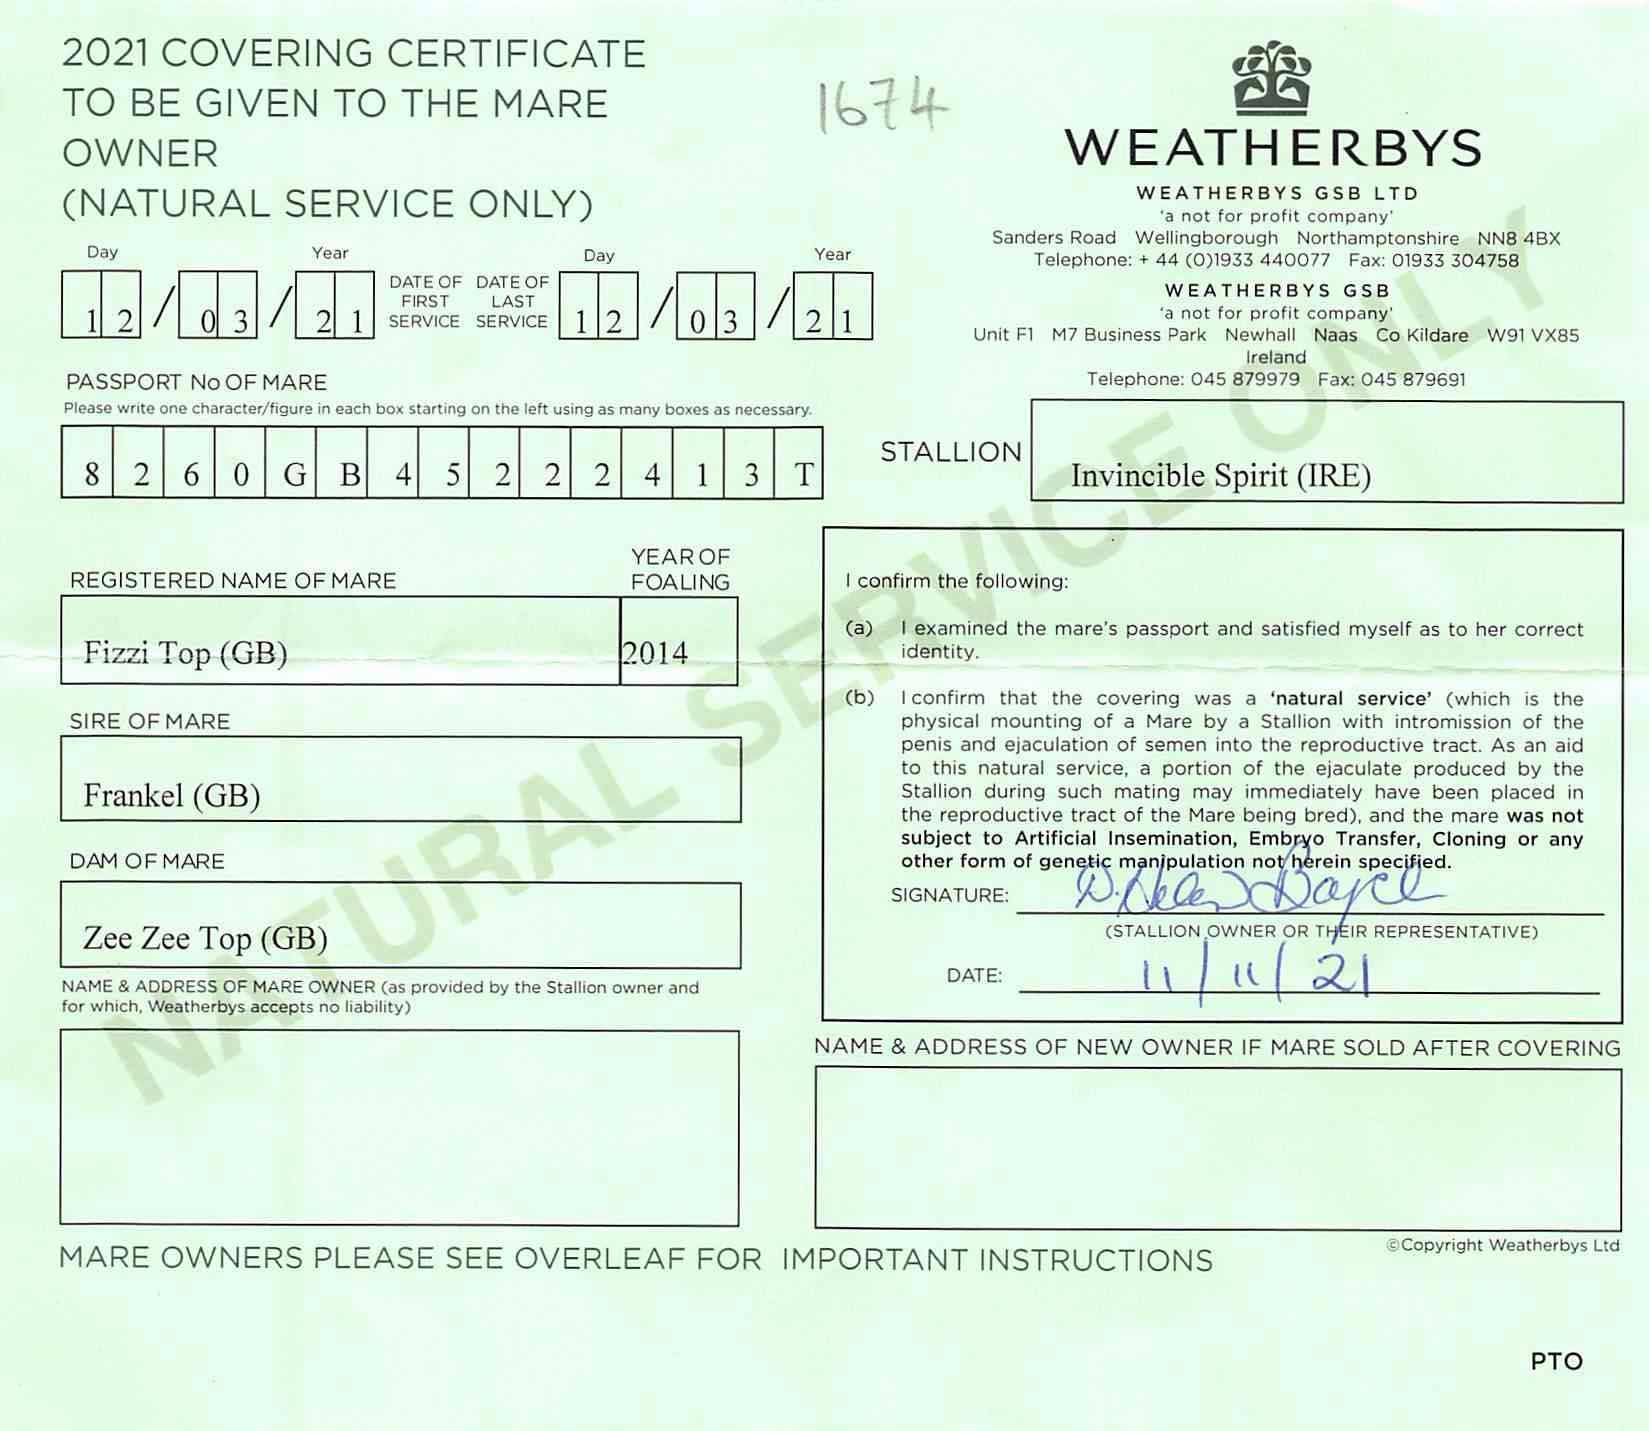 2021 COVERING CERTIFICATE
TO BE GIVEN TO THE MARE
OWNER
(NATURAL SERVICE ONLY)
1674
WEATHERBYS
WEATHERBYS GSB LTD
'a not for profit company'
Sanders Road Wellingborough Northamptonshire NN8 4BX
Telephone: + 44 (0)1933 440077 Fax: 01933 304758
WEATHERBYS GSB
'a not for profit company'
Unit F1 M7 Business Park Newhall Naas Co Kildare W91 VX85
Ireland
Telephone: 045 879979 Fax: 045 879691
Day Year Day Year
12/03/21 DATE OF FIRST SERVICE DATE OF LAST SERVICE 12/03/21
PASSPORT No OF MARE
Please write one character/figure in each box starting on the left using as many boxes as necessary.
8260GB45222413T
STALLION Invincible Spirit (IRE)
REGISTERED NAME OF MARE YEAR OF FOALING
Fizzi Top (GB) 2014
SIRE OF MARE
Frankel (GB)
DAM OF MARE
Zee Zee Top (GB)
NAME & ADDRESS OF MARE OWNER (as provided by the Stallion owner and
for which, Weatherbys accepts no liability)
I confirm the following:
(a) I examined the mare's passport and satisfied myself as to her correct
identity.
(b) I confirm that the covering was a 'natural service' (which is the
physical mounting of a Mare by a Stallion with intromission of the
penis and ejaculation of semen into the reproductive tract. As an aid
to this natural service, a portion of the ejaculate produced by the
Stallion during such mating may immediately have been placed in
the reproductive tract of the Mare being bred), and the mare was not
subject to Artificial Insemination, Embryo Transfer, Cloning or any
other form of genetic manipulation not herein specified.
SIGNATURE:
(STALLION OWNER OR THEIR REPRESENTATIVE)
DATE: 11/11/21
NAME & ADDRESS OF NEW OWNER IF MARE SOLD AFTER COVERING
©Copyright Weatherbys Ltd
MARE OWNERS PLEASE SEE OVERLEAF FOR IMPORTANT INSTRUCTIONS
PTO
NATURAL SERVICE ONLY